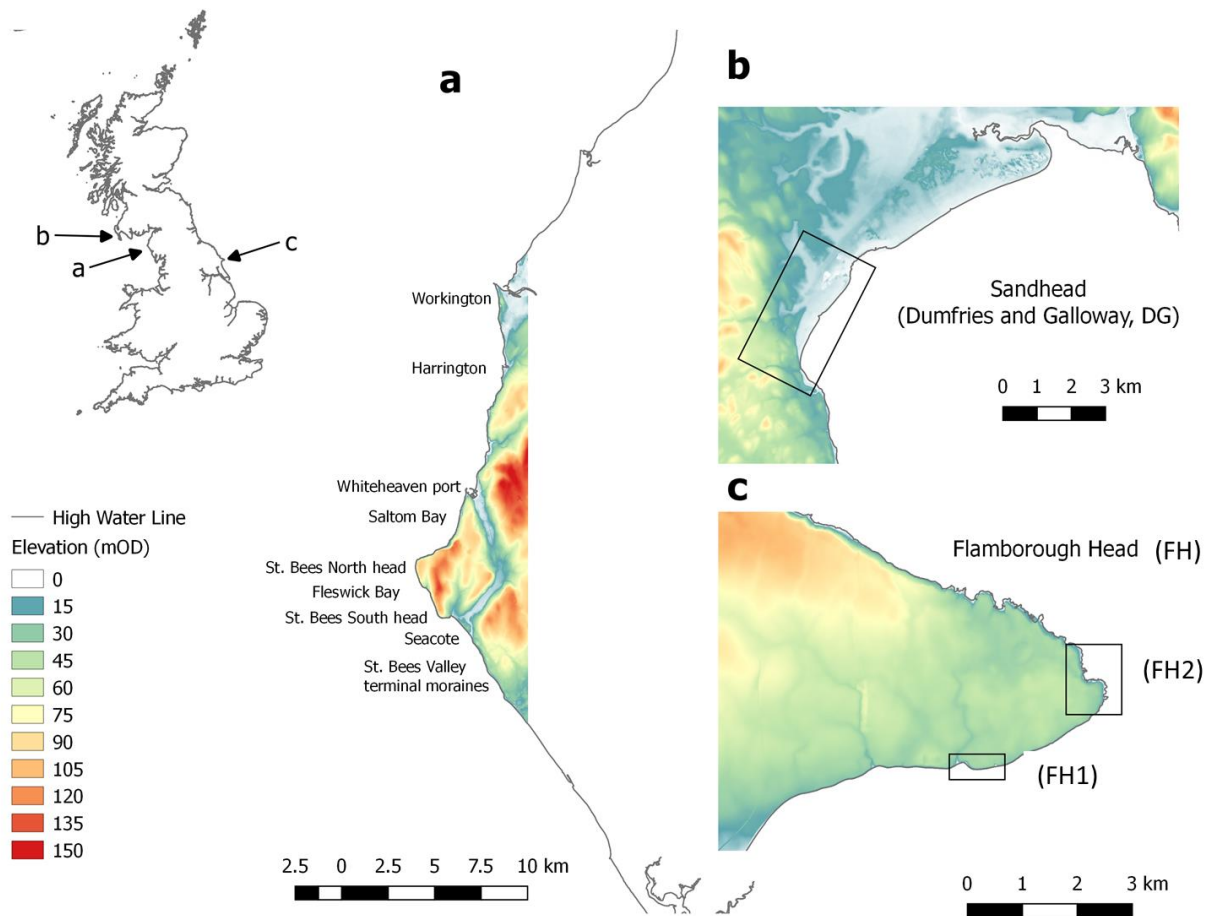 b
a
c
High Water Line
Elevation (mOD)
0
15
30
45
60
75
90
105
120
135
150
a
Workington
Harrington
Whiteheaven port
Saltom Bay
St. Bees North head
Fleswick Bay
St. Bees South head
Seacote
St. Bees Valley
terminal moraines
2.5 0 2.5 5 7.5 10 km
b
Sandhead
(Dumfries and Galloway, DG)
0 1 2 3 km
c
Flamborough Head (FH)
(FH2)
(FH1)
0 1 2 3 km